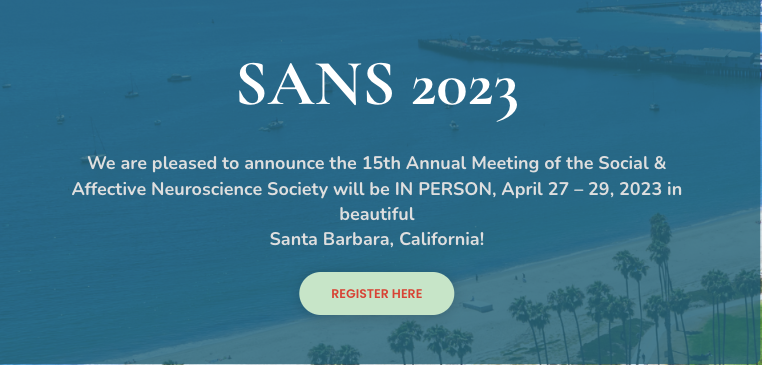 SANS 2023
We are pleased to announce the 15th Annual Meeting of the Social &
Affective Neuroscience Society will be IN PERSON, April 27 – 29, 2023 in
beautiful
Santa Barbara, California!
REGISTER HERE